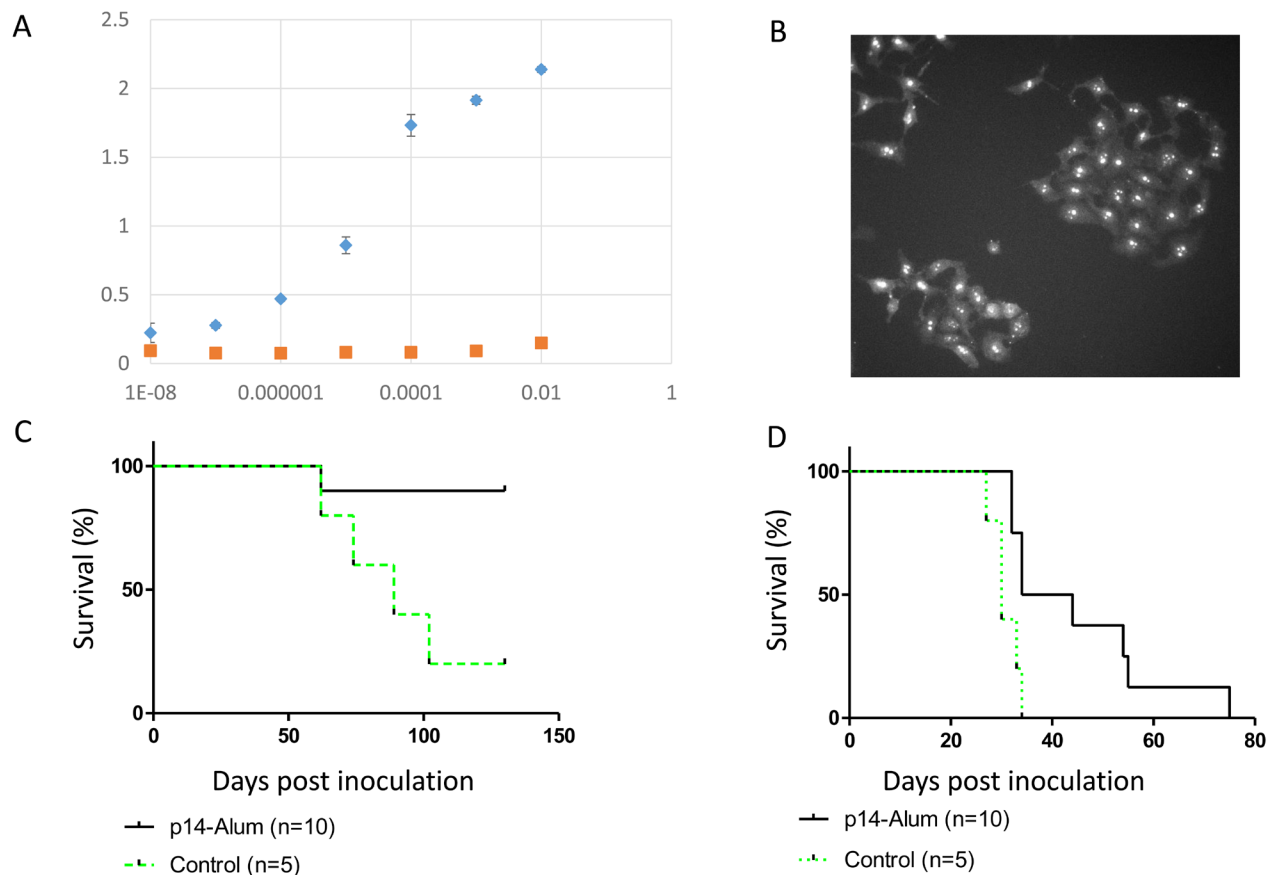 A
2.5
2
1.5
1
0.5
0
1E-08 0.000001 0.0001 0.01 1
B
C
Survival (%)
100
50
0
0 50 100 150
Days post inoculation
p14-Alum (n=10)
Control (n=5)
D
Survival (%)
100
50
0
0 20 40 60 80
Days post inoculation
p14-Alum (n=10)
Control (n=5)